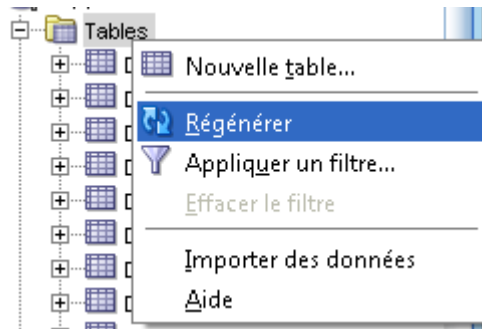 Tables
Nouvelle table...
Régénérer
Appliquer un filtre...
Effacer le filtre
Importer des données
Aide